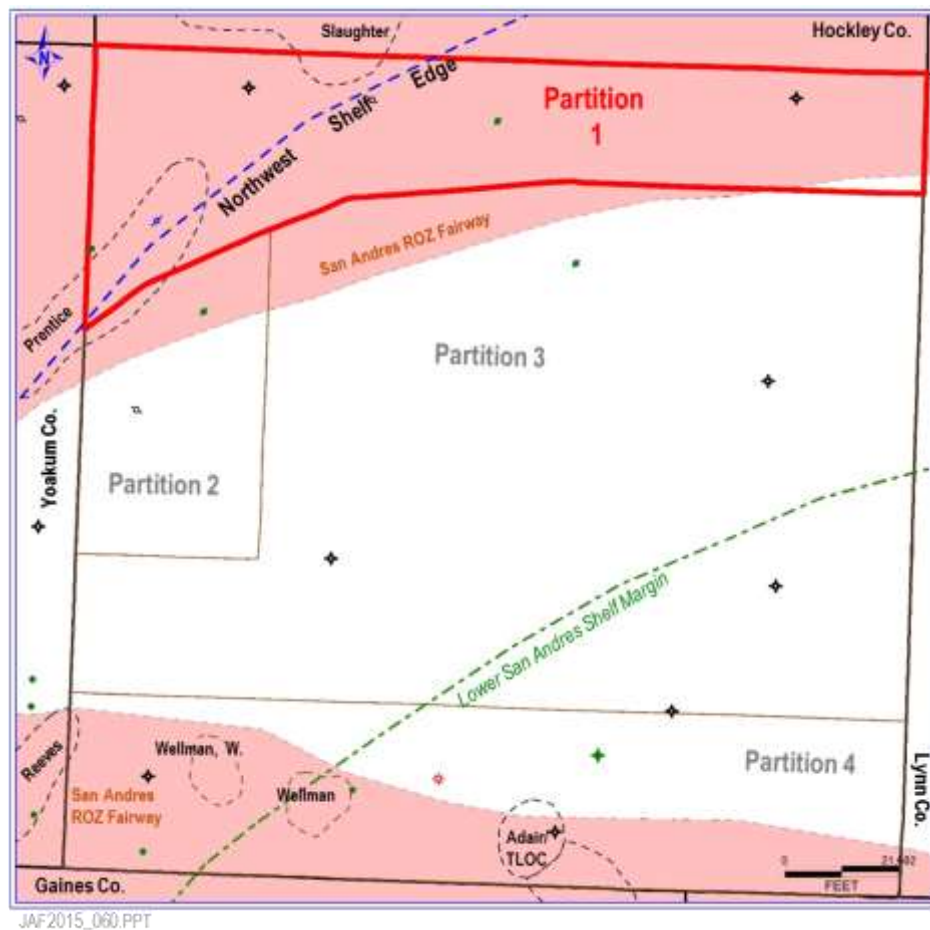 Slaughter
Hockley Co.
N
Northwest Shelf Edge
Partition
1
San Andres ROZ Fairway
Prentice
Partition 3
Partition 2
Yoakum Co.
Lower San Andres Shelf Margin
Reeves
Wellman, W.
Wellman
San Andres
ROZ Fairway
Partition 4
Lynn Co.
Adain
TLOC
0
FEET
Gaines Co.
JAF2015_060.PPT